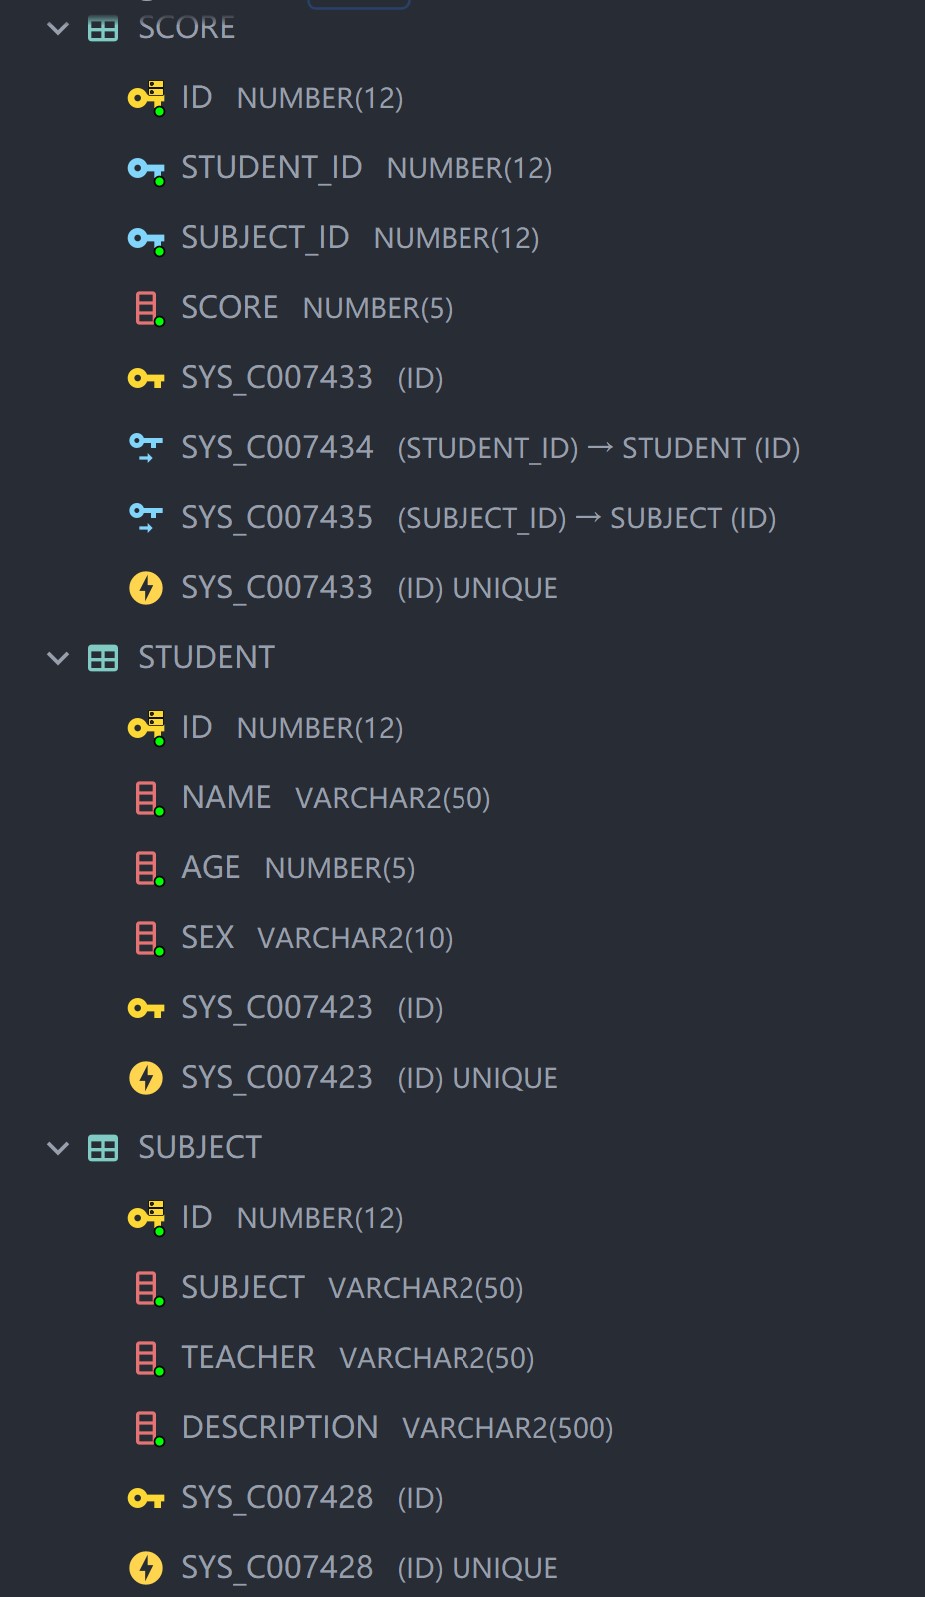 SCORE
ID NUMBER(12)
STUDENT_ID NUMBER(12)
SUBJECT_ID NUMBER(12)
SCORE NUMBER(5)
SYS_C007433 (ID)
SYS_C007434 (STUDENT_ID) → STUDENT (ID)
SYS_C007435 (SUBJECT_ID) → SUBJECT (ID)
SYS_C007433 (ID) UNIQUE
STUDENT
ID NUMBER(12)
NAME VARCHAR2(50)
AGE NUMBER(5)
SEX VARCHAR2(10)
SYS_C007423 (ID)
SYS_C007423 (ID) UNIQUE
SUBJECT
ID NUMBER(12)
SUBJECT VARCHAR2(50)
TEACHER VARCHAR2(50)
DESCRIPTION VARCHAR2(500)
SYS_C007428 (ID)
SYS_C007428 (ID) UNIQUE